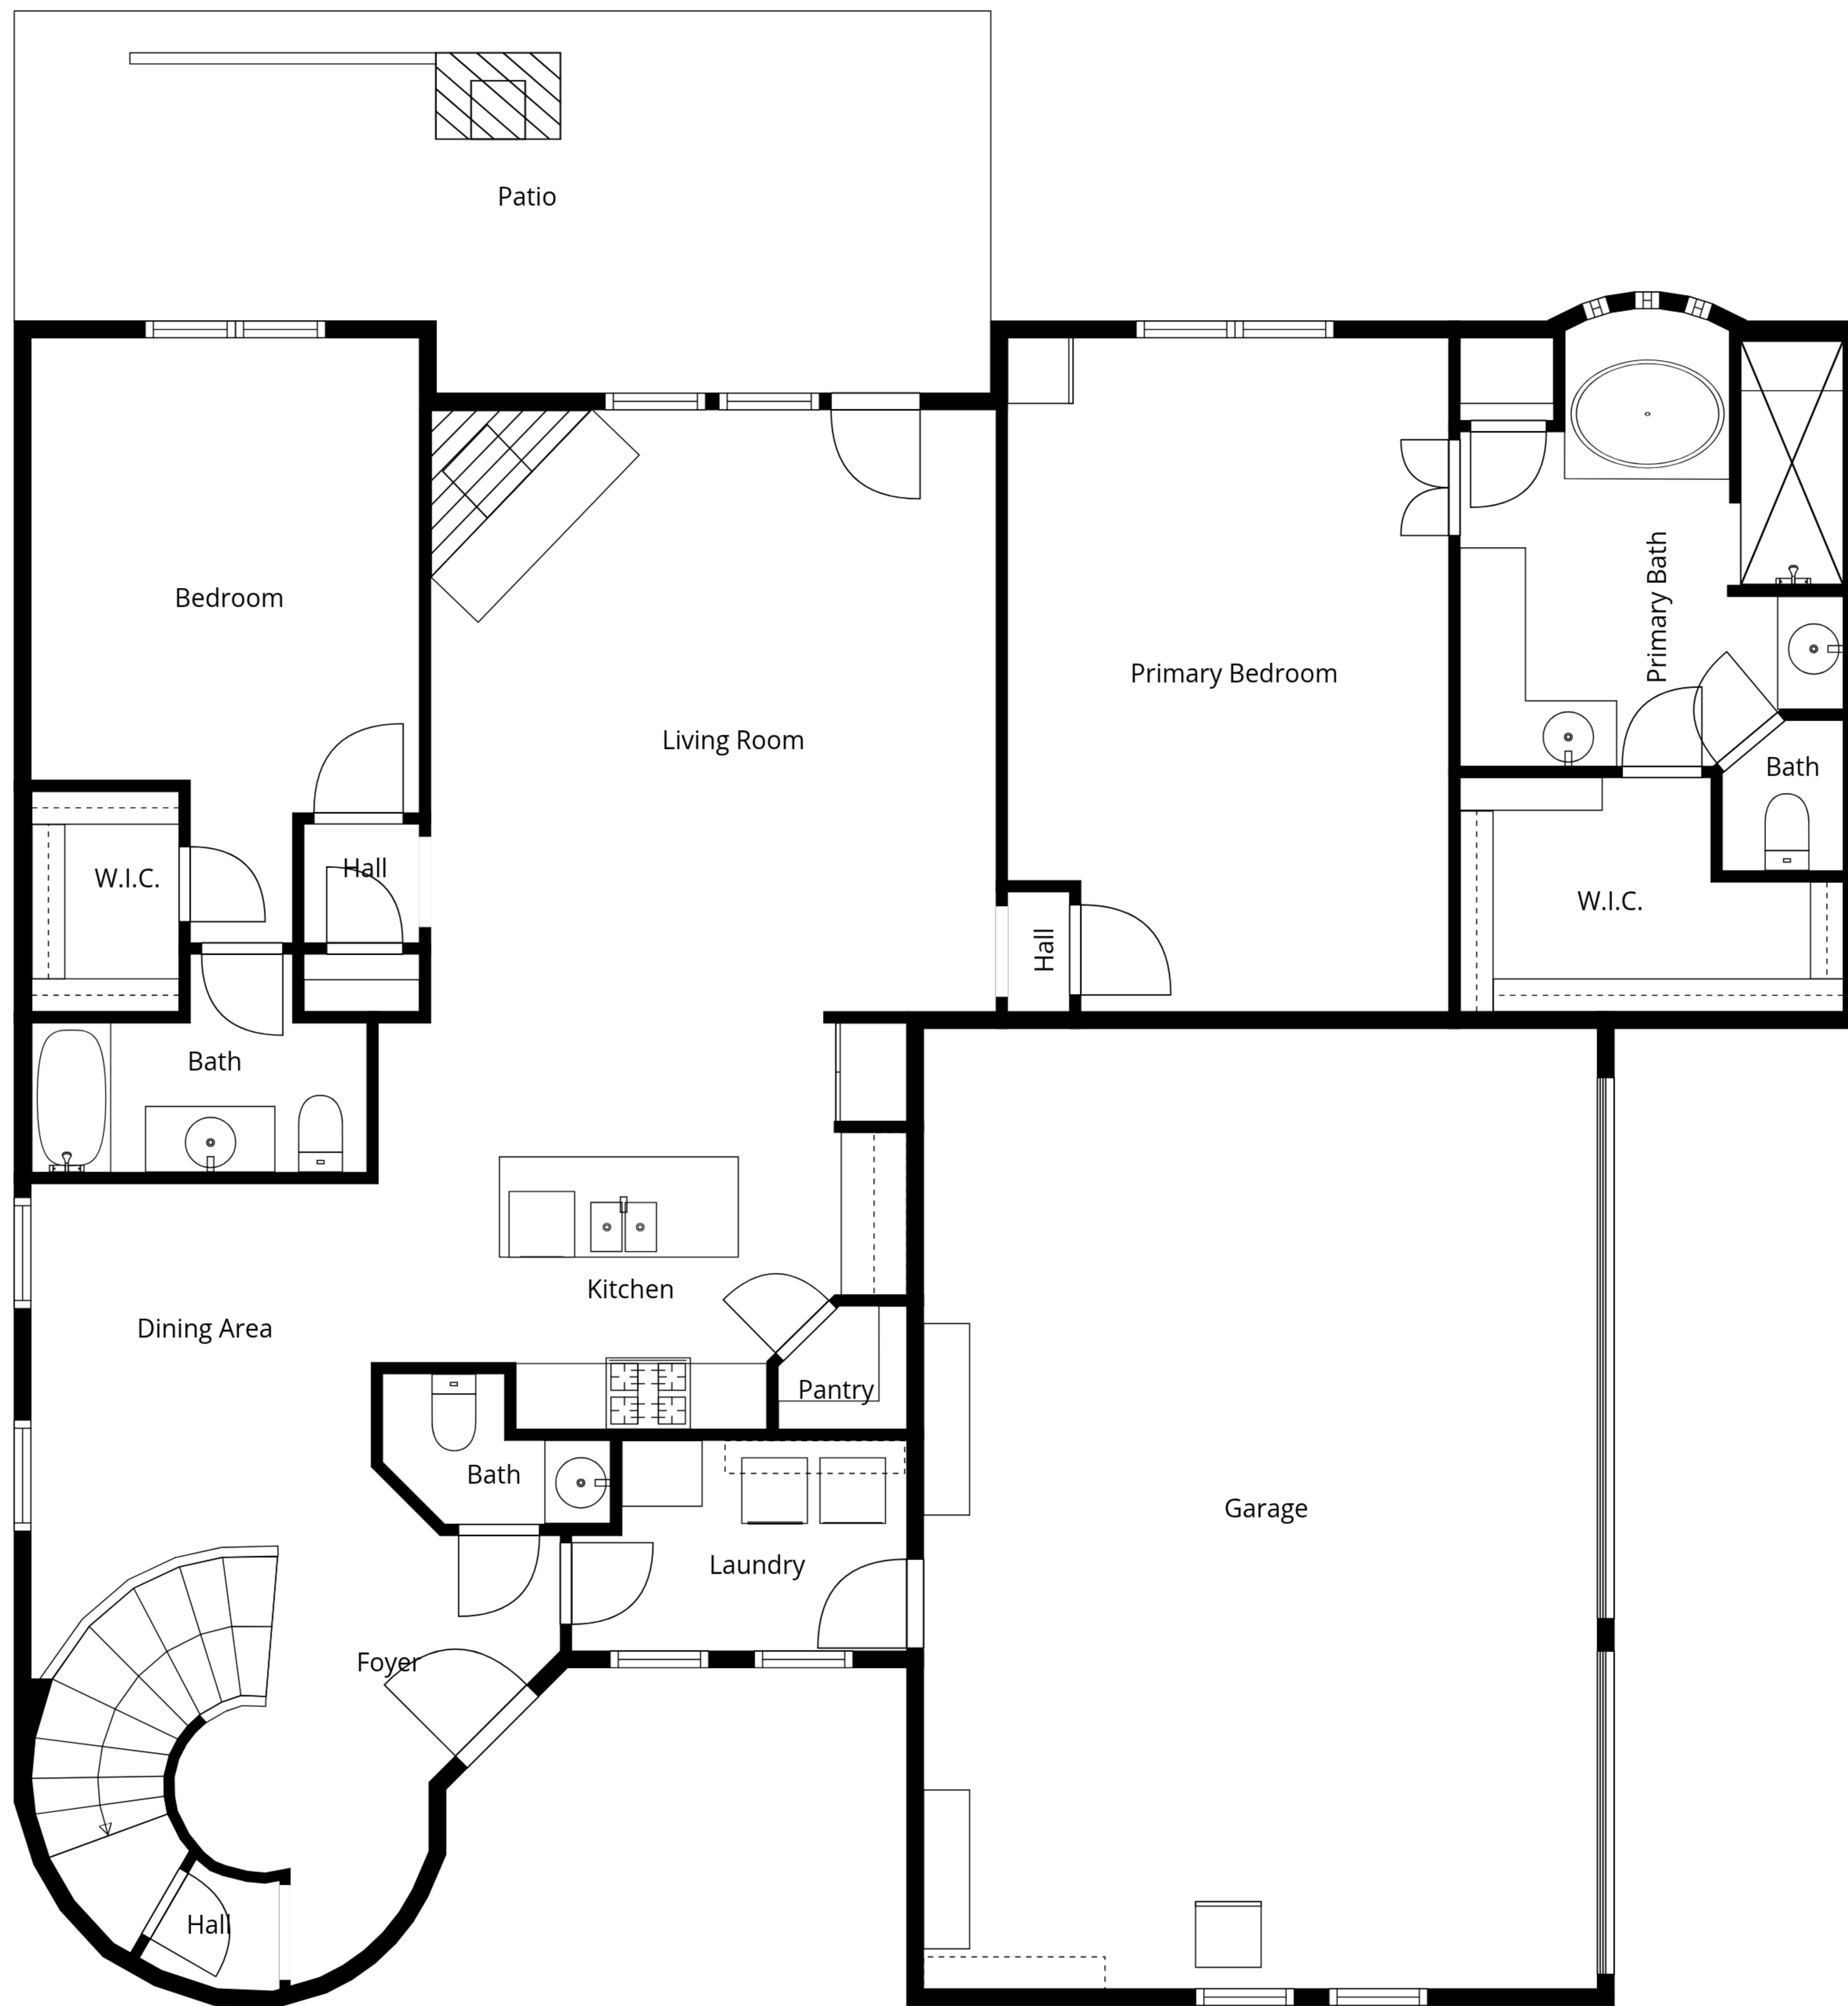 Patio
Bedroom
Primary Bath
Primary Bedroom
Living Room
Bath
Hall
W.I.C.
W.I.C.
Hall
Bath
Kitchen
Dining Area
Pantry
Bath
Garage
Laundry
Foyer
Hall